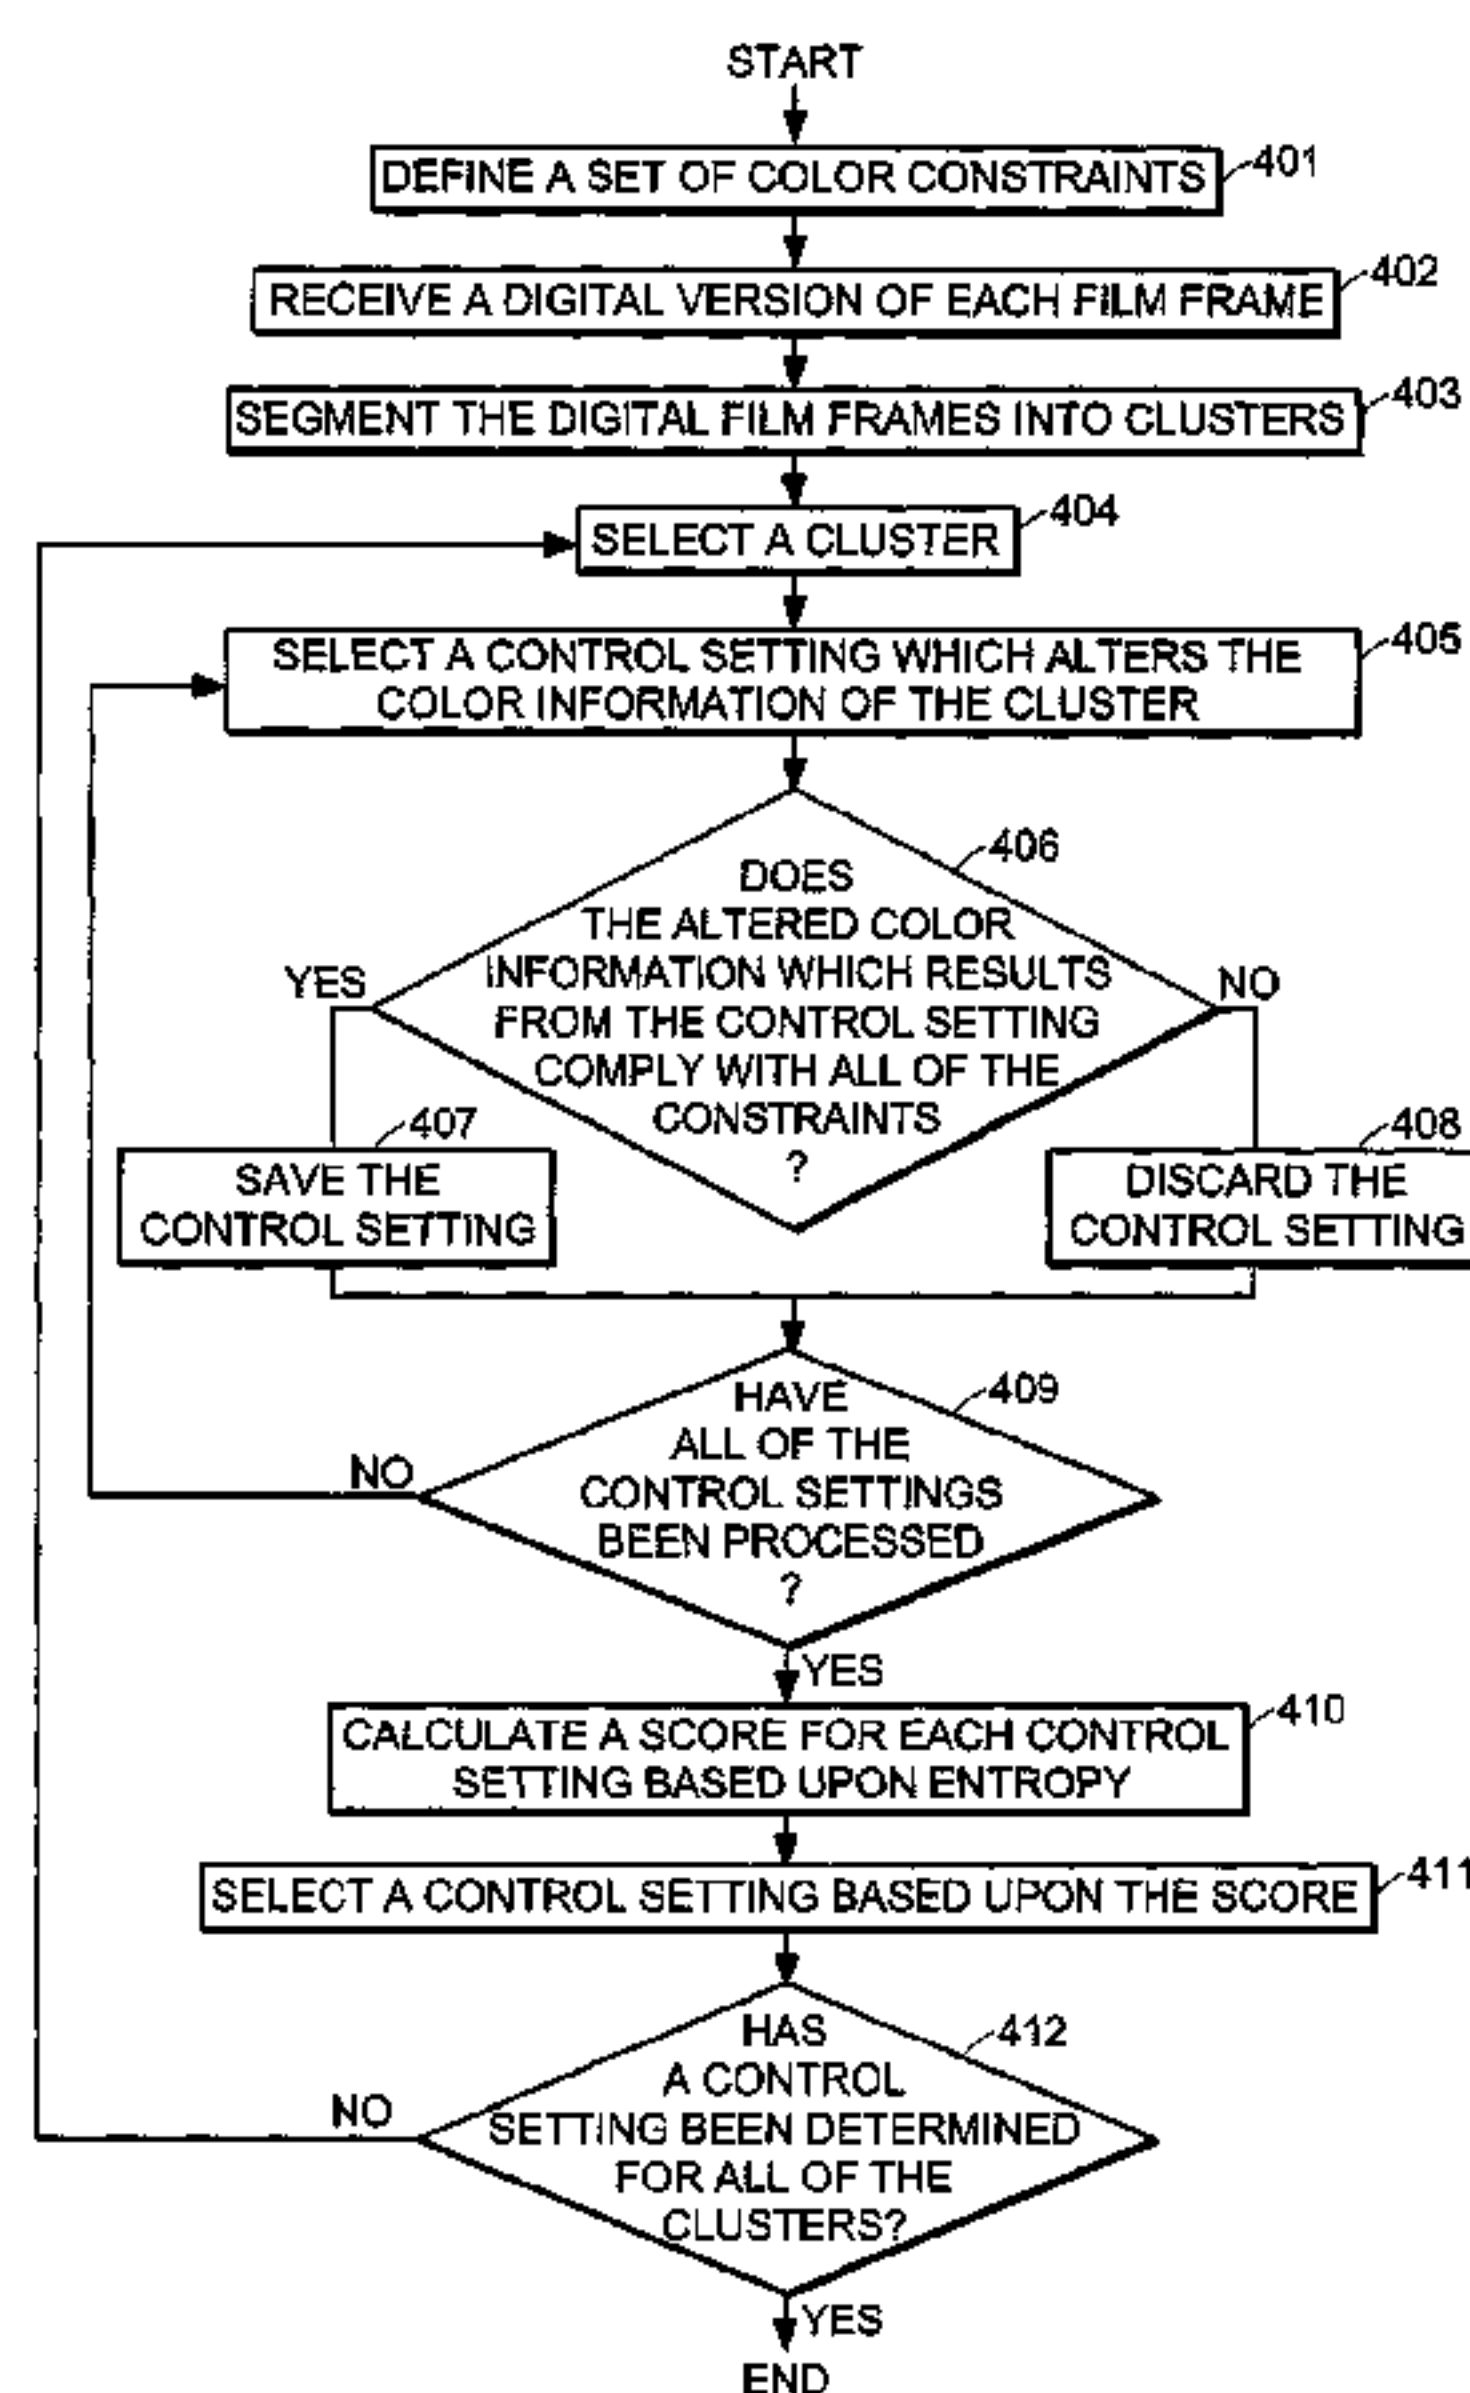 START
DEFINE A SET OF COLOR CONSTRAINTS
401
RECEIVE A DIGITAL VERSION OF EACH FILM FRAME
402
SEGMENT THE DIGITAL FILM FRAMES INTO CLUSTERS
403
SELECT A CLUSTER
404
SELECT A CONTROL SETTING WHICH ALTERS THE
COLOR INFORMATION OF THE CLUSTER
405
406
DOES
THE ALTERED COLOR
INFORMATION WHICH RESULTS
FROM THE CONTROL SETTING
COMPLY WITH ALL OF THE
CONSTRAINTS
?
YES
NO
407
SAVE THE
CONTROL SETTING
408
DISCARD THE
CONTROL SETTING
409
HAVE
ALL OF THE
CONTROL SETTINGS
BEEN PROCESSED
?
NO
YES
410
CALCULATE A SCORE FOR EACH CONTROL
SETTING BASED UPON ENTROPY
411
SELECT A CONTROL SETTING BASED UPON THE SCORE
412
HAS
A CONTROL
SETTING BEEN DETERMINED
FOR ALL OF THE
CLUSTERS?
NO
YES
END